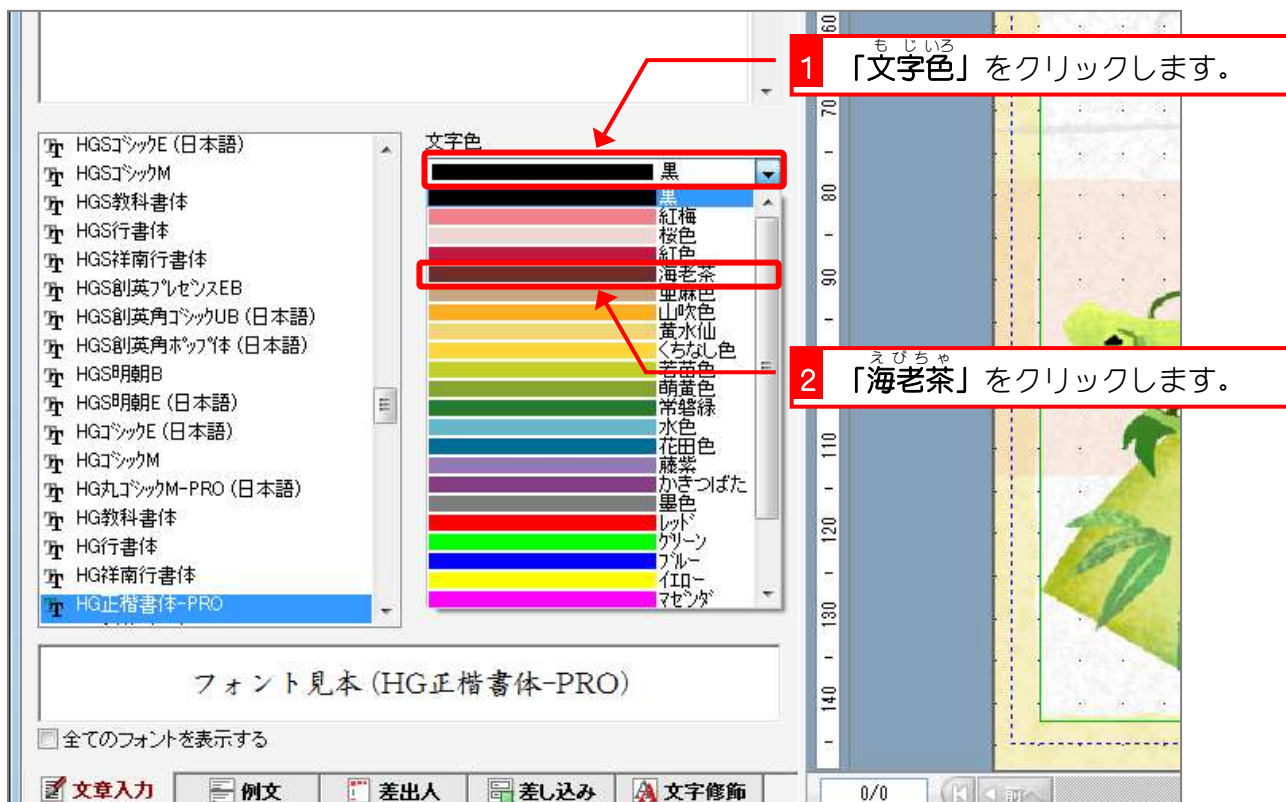 60
70
80
90
110
120
130
140
1 「文字色」をクリックします。
もじいろ
HGSｺﾞｼｯｸE (日本語)
HGSｺﾞｼｯｸM
HGS教科書体
HGS行書体
HGS祥南行書体
HGS創英ﾌﾟﾚｾﾞﾝｽEB
HGS創英角ｺﾞｼｯｸUB (日本語)
HGS創英角ﾎﾟｯﾌﾟ体 (日本語)
HGS明朝B
HGS明朝E (日本語)
HGｺﾞｼｯｸE (日本語)
HGｺﾞｼｯｸM
HG丸ｺﾞｼｯｸM-PRO (日本語)
HG教科書体
HG行書体
HG祥南行書体
HG正楷書体-PRO
文字色
黒
黒
紅梅
桜色
紅色
海老茶
亜麻色
山吹色
黄水仙
くちなし色
若苗色
萌黄色
常磐緑
水色
花田色
藤紫
かきつばた
墨色
ﾚｯﾄﾞ
ｸﾞﾘｰﾝ
ﾌﾞﾙｰ
ｲｴﾛｰ
ﾏｾﾞﾝﾀﾞ
2 「海老茶」をクリックします。
えびちゃ
フォント見本 (HG正楷書体-PRO)
全てのフォントを表示する
文章入力 例文 差出人 差し込み 文字修飾
0/0